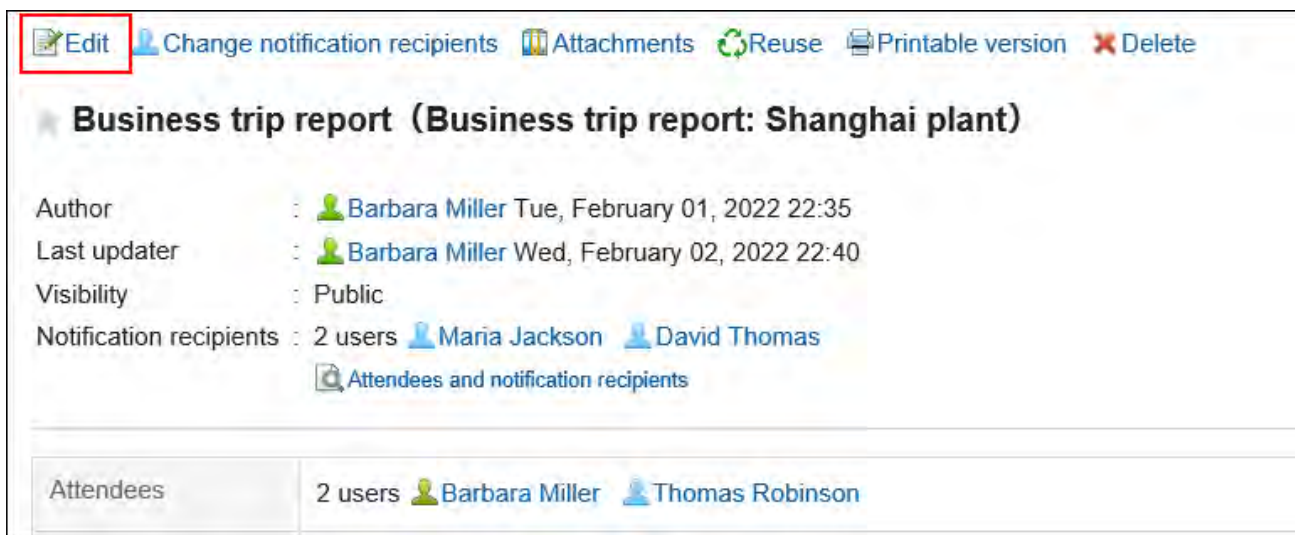 Edit Change notification recipients Attachments Reuse Printable version Delete
Business trip report（Business trip report: Shanghai plant）
Author : Barbara Miller Tue, February 01, 2022 22:35
Last updater : Barbara Miller Wed, February 02, 2022 22:40
Visibility : Public
Notification recipients : 2 users Maria Jackson David Thomas
Attendees and notification recipients
Attendees 2 users Barbara Miller Thomas Robinson